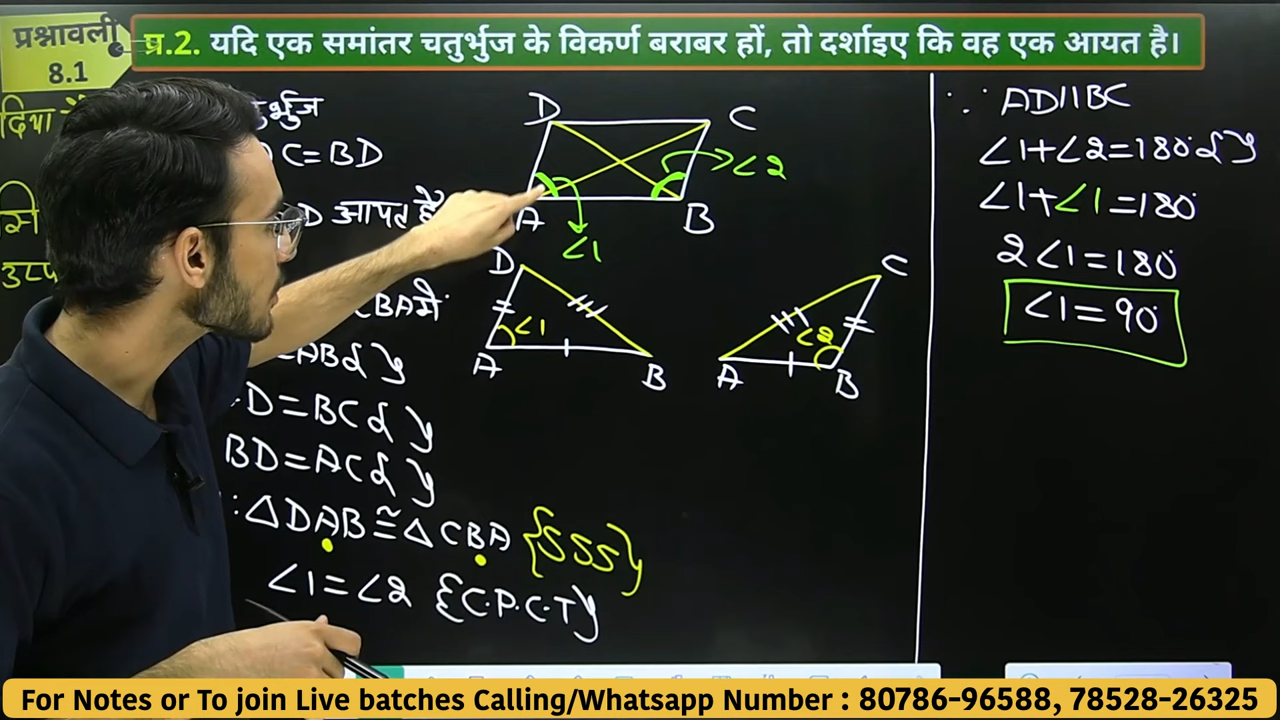 प्रश्नावली
8.1
प्र.2. यदि एक समांतर चतुर्भुज के विकर्ण बराबर हों, तो दर्शाइए कि वह एक आयत है।
C=BD
D आयत है
CBA में
AB{ }
D=BC{ }
BD=AC{ }
∴ΔDAB≅ΔCBA {SSS}
∠1=∠2 {C.P.C.T}
D C
∠2
A B
∠1
D
∠1
A B
C
∠2
A B
∵ AD||BC
∠1+∠2=180°{ }
∠1+∠1=180°
2∠1=180°
∠1=90°
For Notes or To join Live batches Calling/Whatsapp Number : 80786-96588, 78528-26325